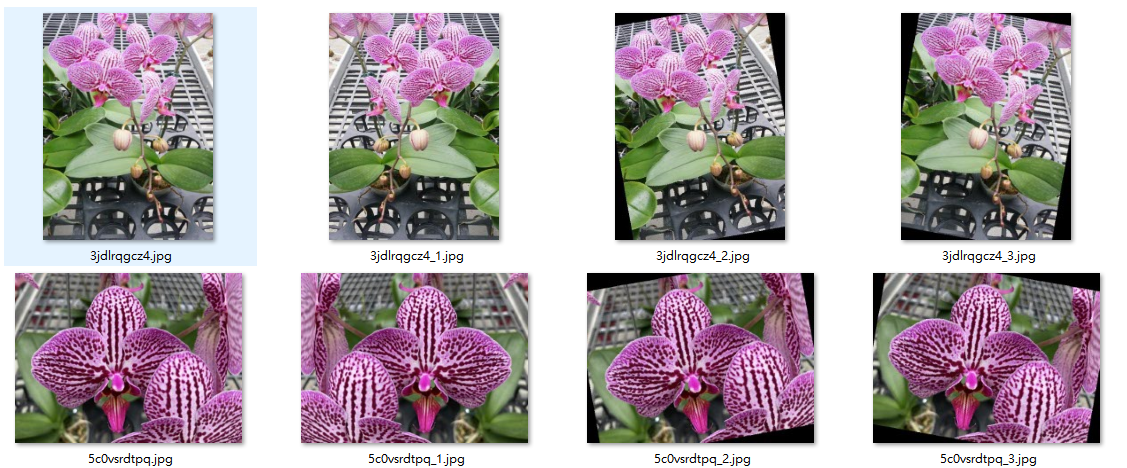 3jdlrqgcz4.jpg
3jdlrqgcz4_1.jpg
3jdlrqgcz4_2.jpg
3jdlrqgcz4_3.jpg
5c0vsrdtpq.jpg
5c0vsrdtpq_1.jpg
5c0vsrdtpq_2.jpg
5c0vsrdtpq_3.jpg